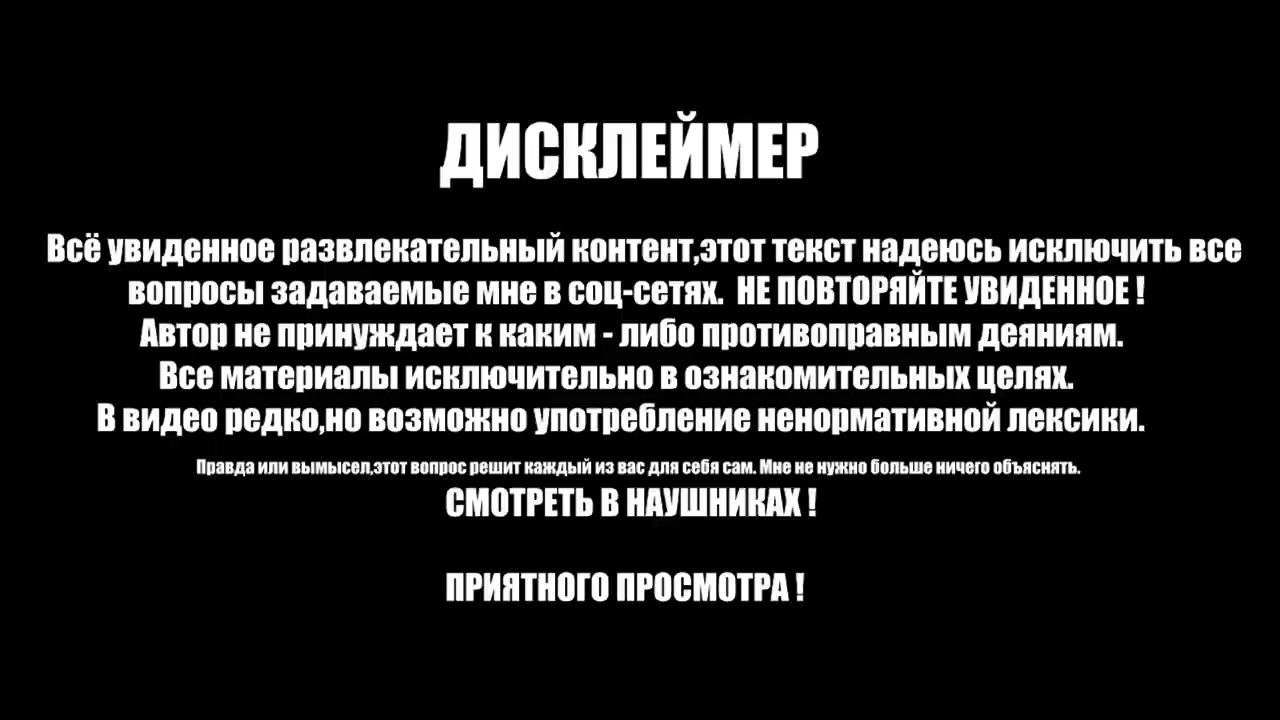 ДИСКЛЕЙМЕР
Всё увиденное развлекательный контент,этот текст надеюсь исключить все
вопросы задаваемые мне в соц-сетях. НЕ ПОВТОРЯЙТЕ УВИДЕННОЕ !
Автор не принуждает к каким - либо противоправным деяниям.
Все материалы исключительно в ознакомительных целях.
В видео редко,но возможно употребление ненормативной лексики.
Правда или вымысел,этот вопрос решит каждый из вас для себя сам. Мне не нужно больше ничего объяснять.
СМОТРЕТЬ В НАУШНИКАХ !
ПРИЯТНОГО ПРОСМОТРА !